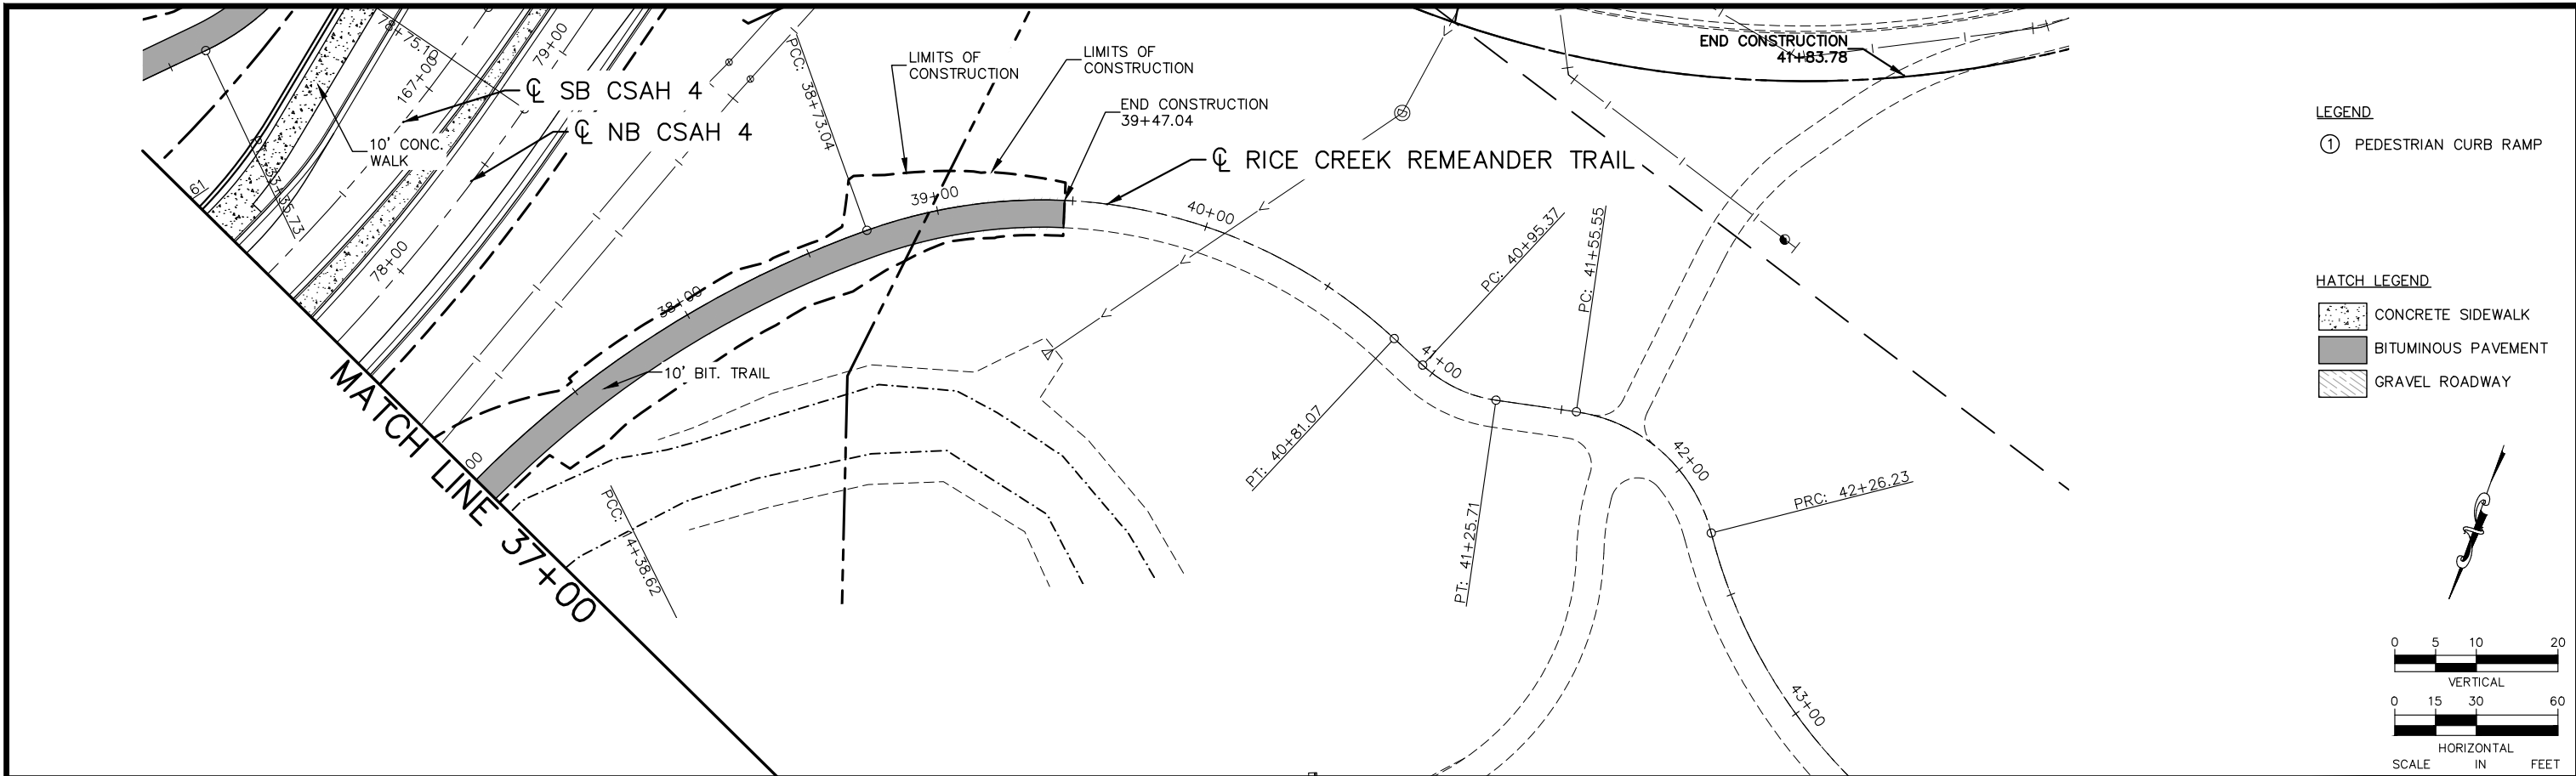 78+75.10
79+00
167+00
℄ SB CSAH 4
℄ NB CSAH 4
10' CONC.
WALK
61
78+00
PCC: 38+73.04
LIMITS OF
CONSTRUCTION
LIMITS OF
CONSTRUCTION
END CONSTRUCTION
39+47.04
℄ RICE CREEK REMEANDER TRAIL
39+00
40+00
38+00
10' BIT. TRAIL
00
MATCH LINE 37+00
PCC: 14+38.62
END CONSTRUCTION
41+83.78
PC: 40+95.37
PC: 41+55.55
41+00
PT: 40+81.07
PT: 41+25.71
42+00
PRC: 42+26.23
43+00
LEGEND
1 PEDESTRIAN CURB RAMP
HATCH LEGEND
CONCRETE SIDEWALK
BITUMINOUS PAVEMENT
GRAVEL ROADWAY
0 5 10 20
VERTICAL
0 15 30 60
HORIZONTAL
SCALE IN FEET